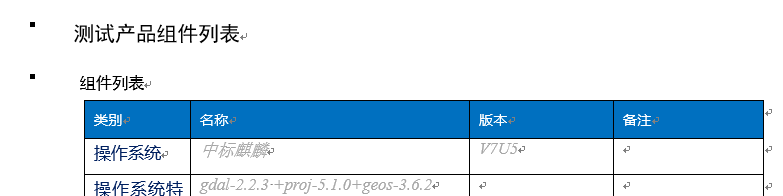 测试产品组件列表
组件列表
类别 名称 版本 备注
操作系统 中标麒麟 V7U5
操作系统特 gdal-2.2.3 +proj-5.1.0+geos-3.6.2